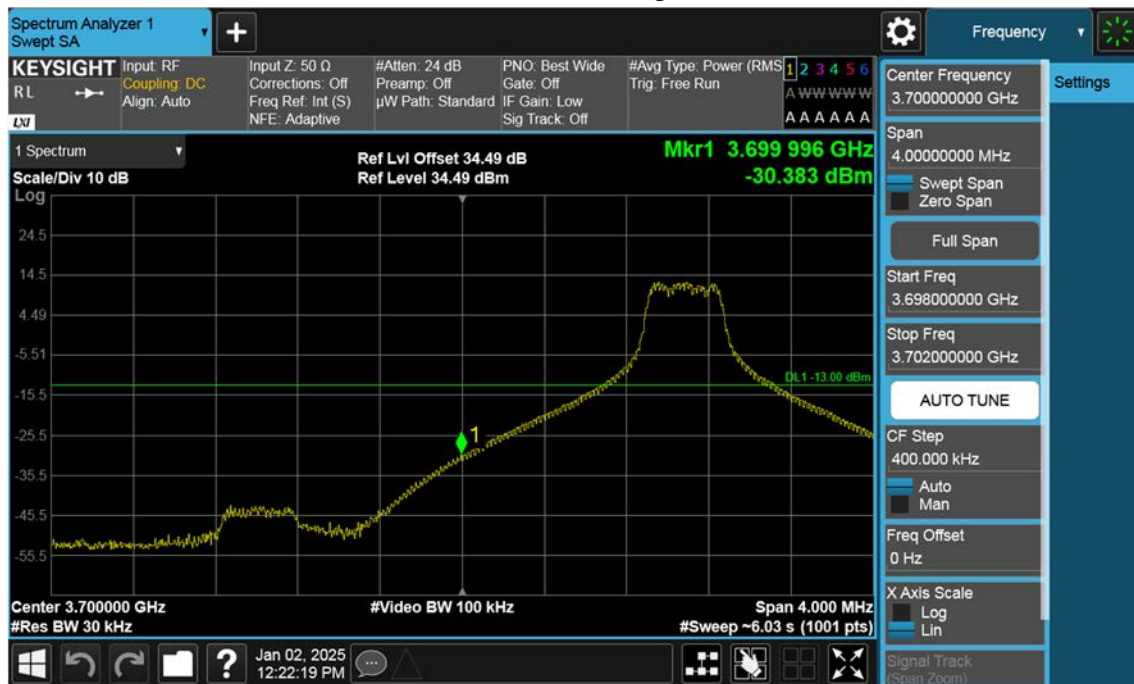 Spectrum Analyzer 1
Swept SA
Frequency
KEYSIGHT
RL
LXI
Input: RF
Coupling: DC
Align: Auto
Input Z: 50 Ω
Corrections: Off
Freq Ref: Int (S)
NFE: Adaptive
#Atten: 24 dB
Preamp: Off
µW Path: Standard
PNO: Best Wide
Gate: Off
IF Gain: Low
Sig Track: Off
#Avg Type: Power (RMS
Trig: Free Run
1 2 3 4 5 6
A W W W W W
A A A A A A
1 Spectrum
Scale/Div 10 dB
Ref Lvl Offset 34.49 dB
Ref Level 34.49 dBm
Mkr1 3.699 996 GHz
-30.383 dBm
Log
24.5
14.5
4.49
-5.51
-15.5
-25.5
-35.5
-45.5
-55.5
DL1 -13.00 dBm
1
Center 3.700000 GHz
#Res BW 30 kHz
#Video BW 100 kHz
Span 4.000 MHz
#Sweep ~6.03 s (1001 pts)
Jan 02, 2025
12:22:19 PM
Center Frequency
3.700000000 GHz
Span
4.00000000 MHz
Swept Span
Zero Span
Full Span
Start Freq
3.698000000 GHz
Stop Freq
3.702000000 GHz
AUTO TUNE
CF Step
400.000 kHz
Auto
Man
Freq Offset
0 Hz
X Axis Scale
Log
Lin
Signal Track
(Span Zoom)
Settings